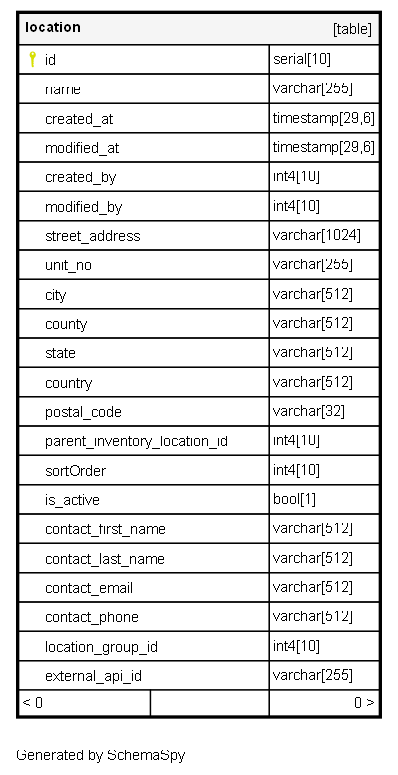 location [table]
id serial[10]
name varchar[255]
created_at timestamp[29,6]
modified_at timestamp[29,6]
created_by int4[10]
modified_by int4[10]
street_address varchar[1024]
unit_no varchar[255]
city varchar[512]
county varchar[512]
state varchar[512]
country varchar[512]
postal_code varchar[32]
parent_inventory_location_id int4[10]
sortOrder int4[10]
is_active bool[1]
contact_first_name varchar[512]
contact_last_name varchar[512]
contact_email varchar[512]
contact_phone varchar[512]
location_group_id int4[10]
external_api_id varchar[255]
< 0 0 >
Generated by SchemaSpy